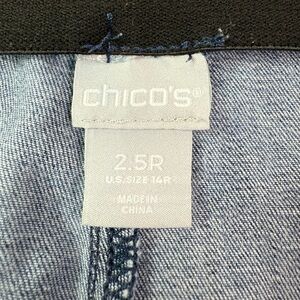 chico's®
2.5R
U.S. SIZE 14R
MADE IN
CHINA